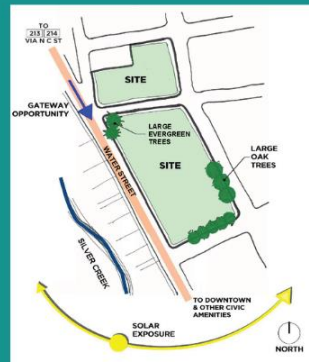 TO
213 214
VIA N C ST
SITE
GATEWAY
OPPORTUNITY
LARGE
EVERGREEN
TREES
LARGE
OAK
TREES
SITE
WATER STREET
SILVER CREEK
TO DOWNTOWN
& OTHER CIVIC
AMENITIES
SOLAR
EXPOSURE
NORTH